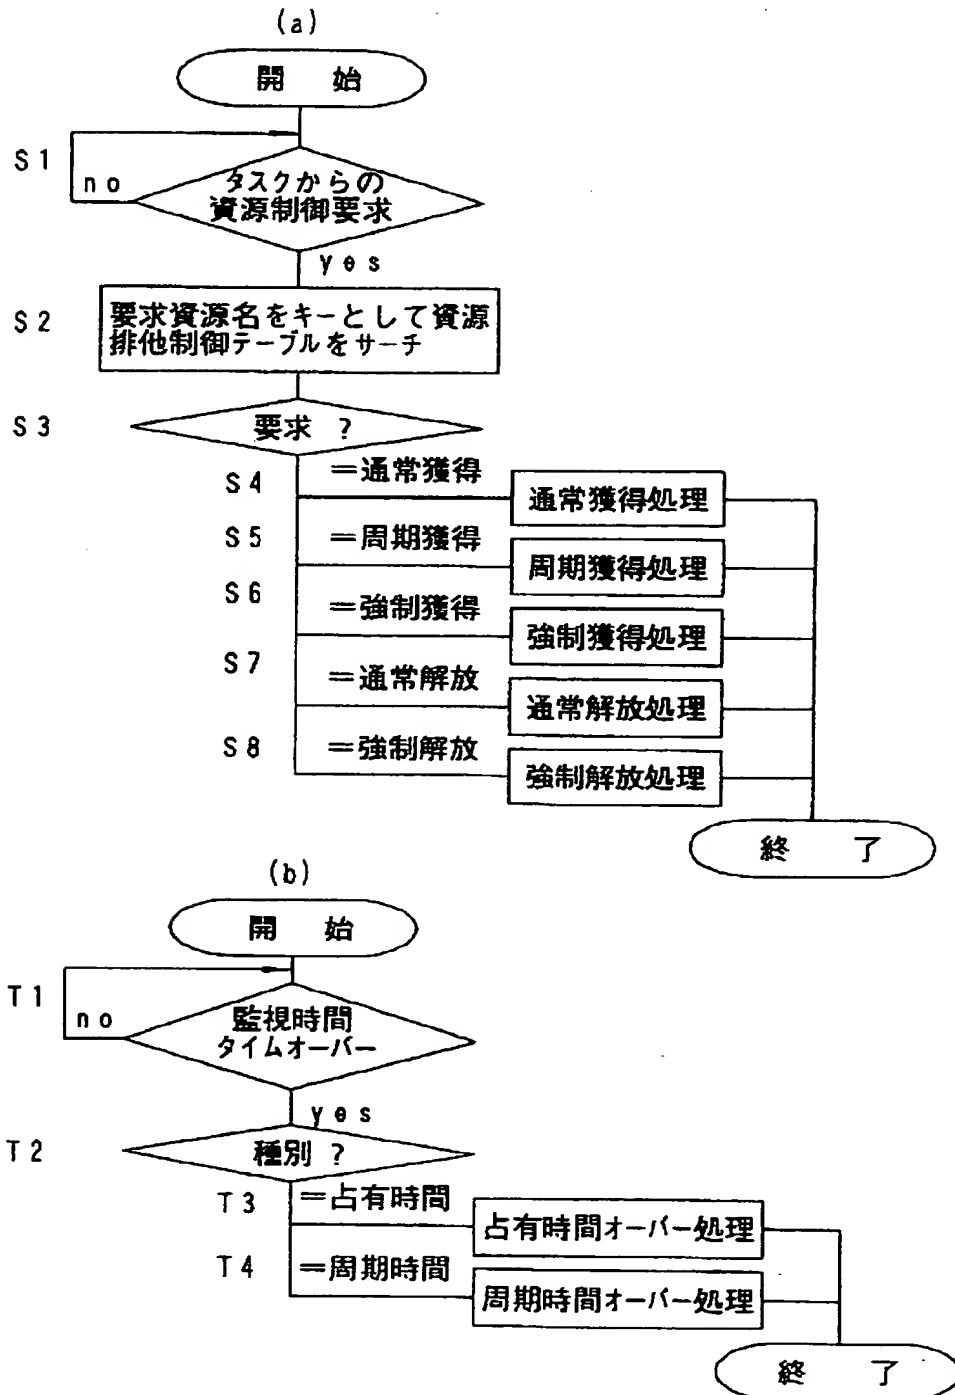 (a)
開 始
S1
no
タスクからの
資源制御要求
yes
S2
要求資源名をキーとして資源
排他制御テーブルをサーチ
S3
要求 ?
S4
=通常獲得
通常獲得処理
S5
=周期獲得
周期獲得処理
S6
=強制獲得
強制獲得処理
S7
=通常解放
通常解放処理
S8
=強制解放
強制解放処理
終 了
(b)
開 始
T1
no
監視時間
タイムオーバー
yes
T2
種別 ?
T3
=占有時間
占有時間オーバー処理
T4
=周期時間
周期時間オーバー処理
終 了